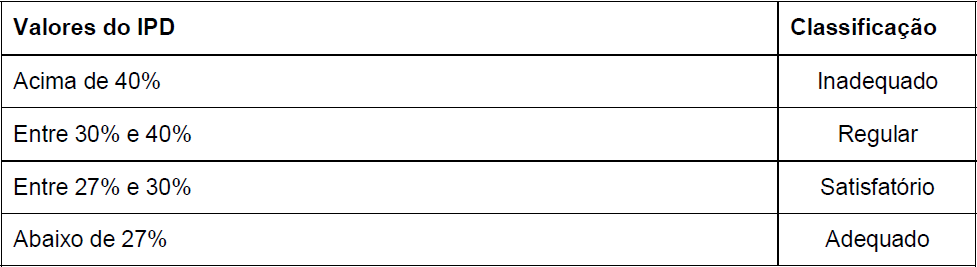 Valores do IPD Classificação
Acima de 40% Inadequado
Entre 30% e 40% Regular
Entre 27% e 30% Satisfatório
Abaixo de 27% Adequado